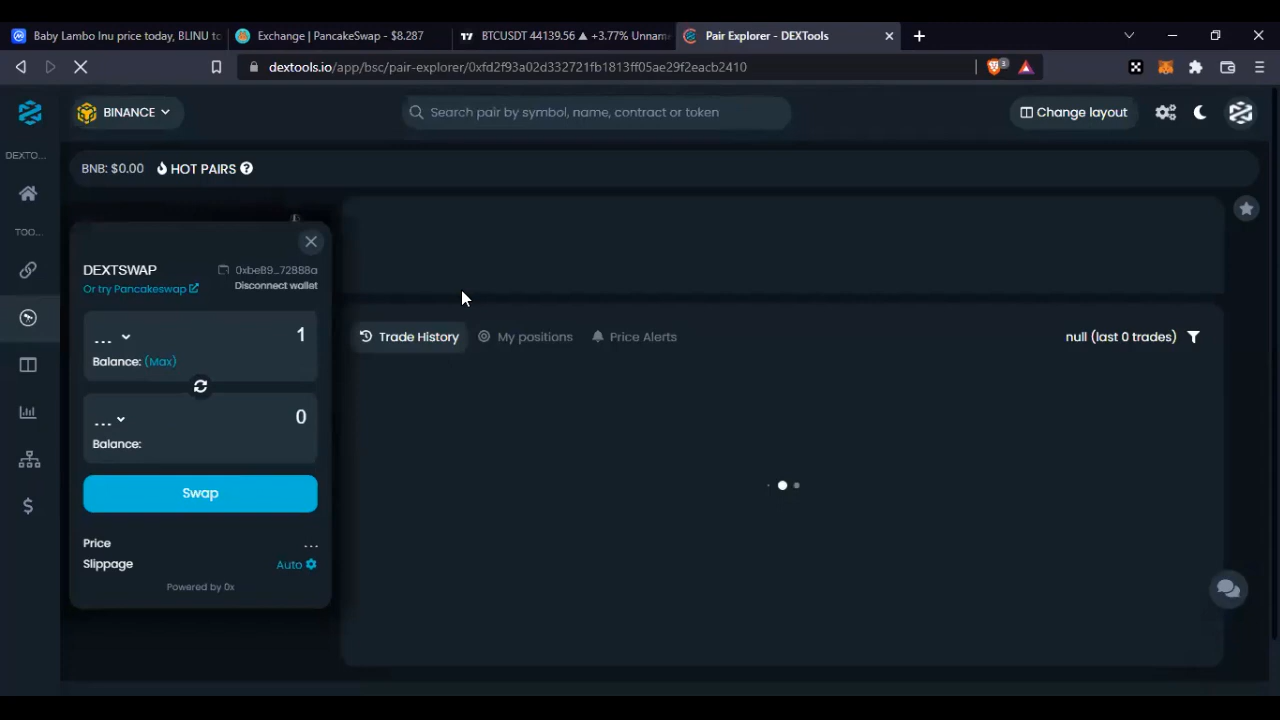 Baby Lambo Inu price today, BLINU to
Exchange | PancakeSwap - $8.287
BTCUSDT 44139.56 ▲ +3.77% Unnam
Pair Explorer - DEXTools
dextools.io/app/bsc/pair-explorer/0xfd2f93a02d332721fb1813ff05ae29f2eacb2410
3
BINANCE
Search pair by symbol, name, contract or token
Change layout
DEXTO...
BNB: $0.00
HOT PAIRS
TOO...
DEXTSWAP
0xbeB9...72888a
Or try Pancakeswap
Disconnect wallet
... 1
Balance: (Max)
... 0
Balance:
Swap
Price ...
Slippage Auto
Powered by 0x
Trade History
My positions
Price Alerts
null (last 0 trades)